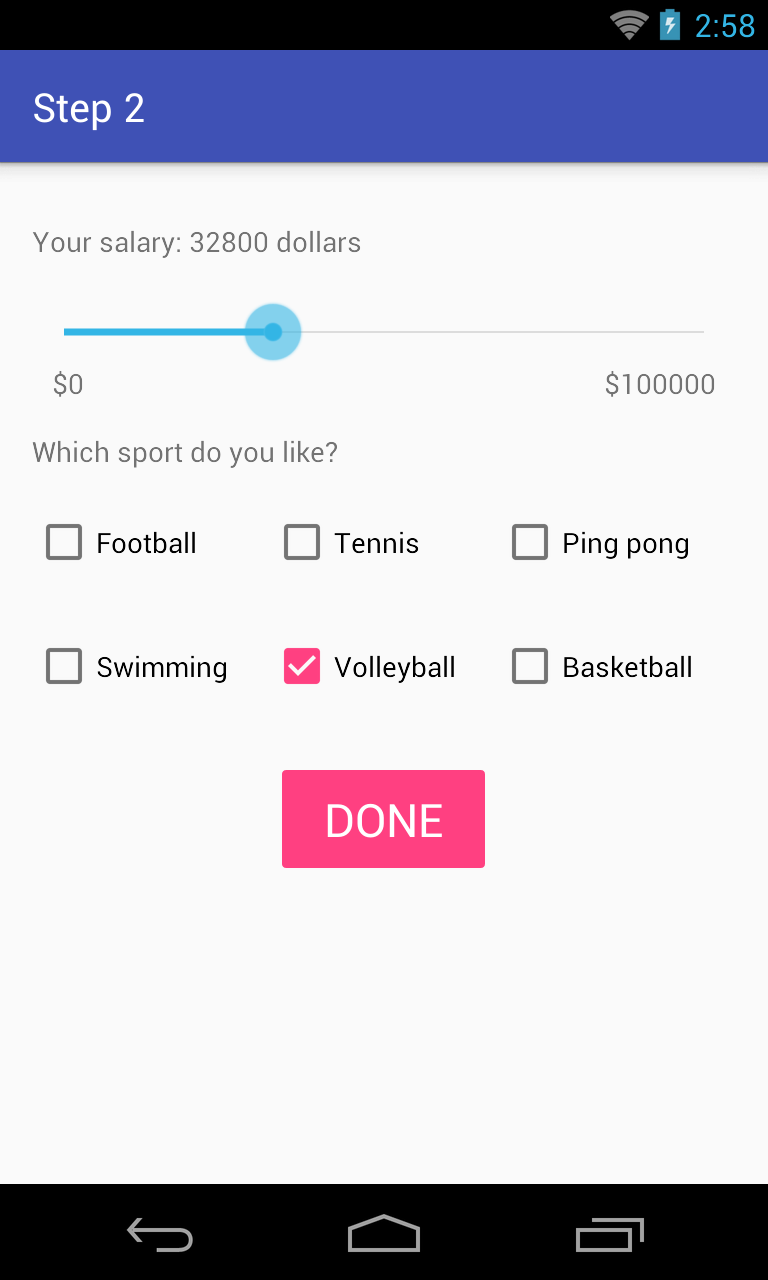 2:58
Step 2
Your salary: 32800 dollars
$0 $100000
Which sport do you like?
Football Tennis Ping pong
Swimming Volleyball Basketball
DONE